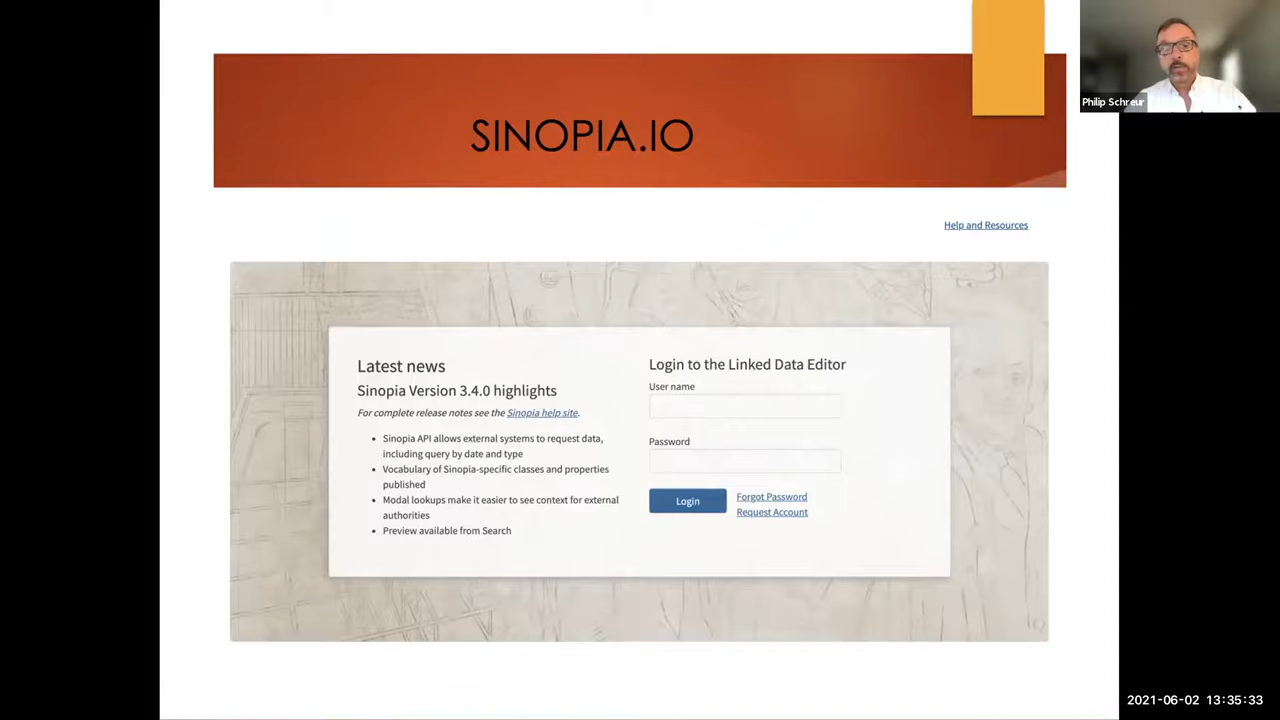 SINOPIA.IO
Philip Schreur
Help and Resources
Latest news
Sinopia Version 3.4.0 highlights
For complete release notes see the Sinopia help site.
Sinopia API allows external systems to request data,
including query by date and type
Vocabulary of Sinopia-specific classes and properties
published
Modal lookups make it easier to see context for external
authorities
Preview available from Search
Login to the Linked Data Editor
User name
Password
Login
Forgot Password
Request Account
2021-06-02 13:35:33